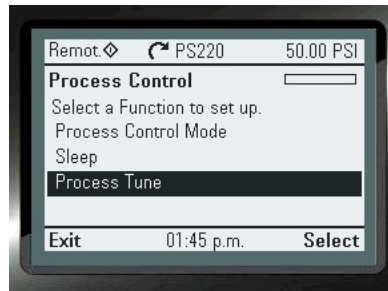 Remot. PS220 50.00 PSI
Process Control
Select a Function to set up.
Process Control Mode
Sleep
Process Tune
Exit 01:45 p.m. Select